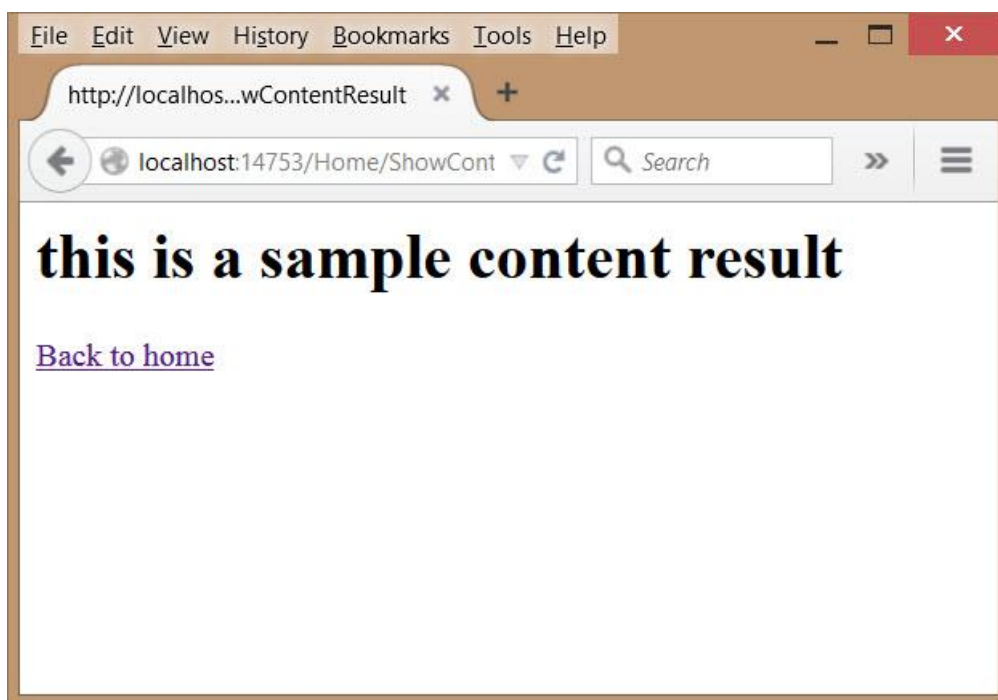 File Edit View History Bookmarks Tools Help
http://localhos...wContentResult
localhost:14753/Home/ShowCont Search
this is a sample content result
Back to home